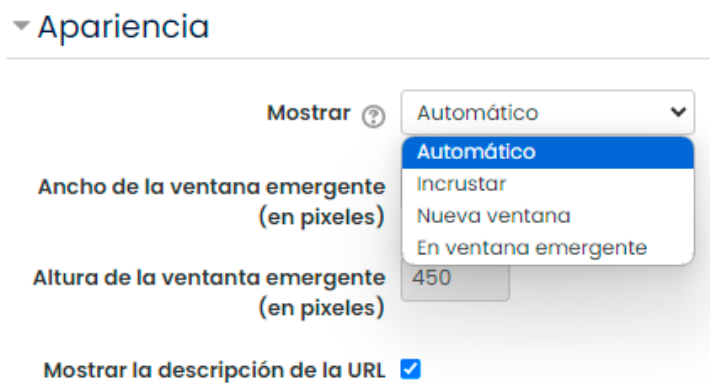 Apariencia
Mostrar Automático
Automático
Incrustar
Nueva ventana
En ventana emergente
Ancho de la ventana emergente
(en pixeles)
Altura de la ventanta emergente
(en pixeles)
450
Mostrar la descripción de la URL